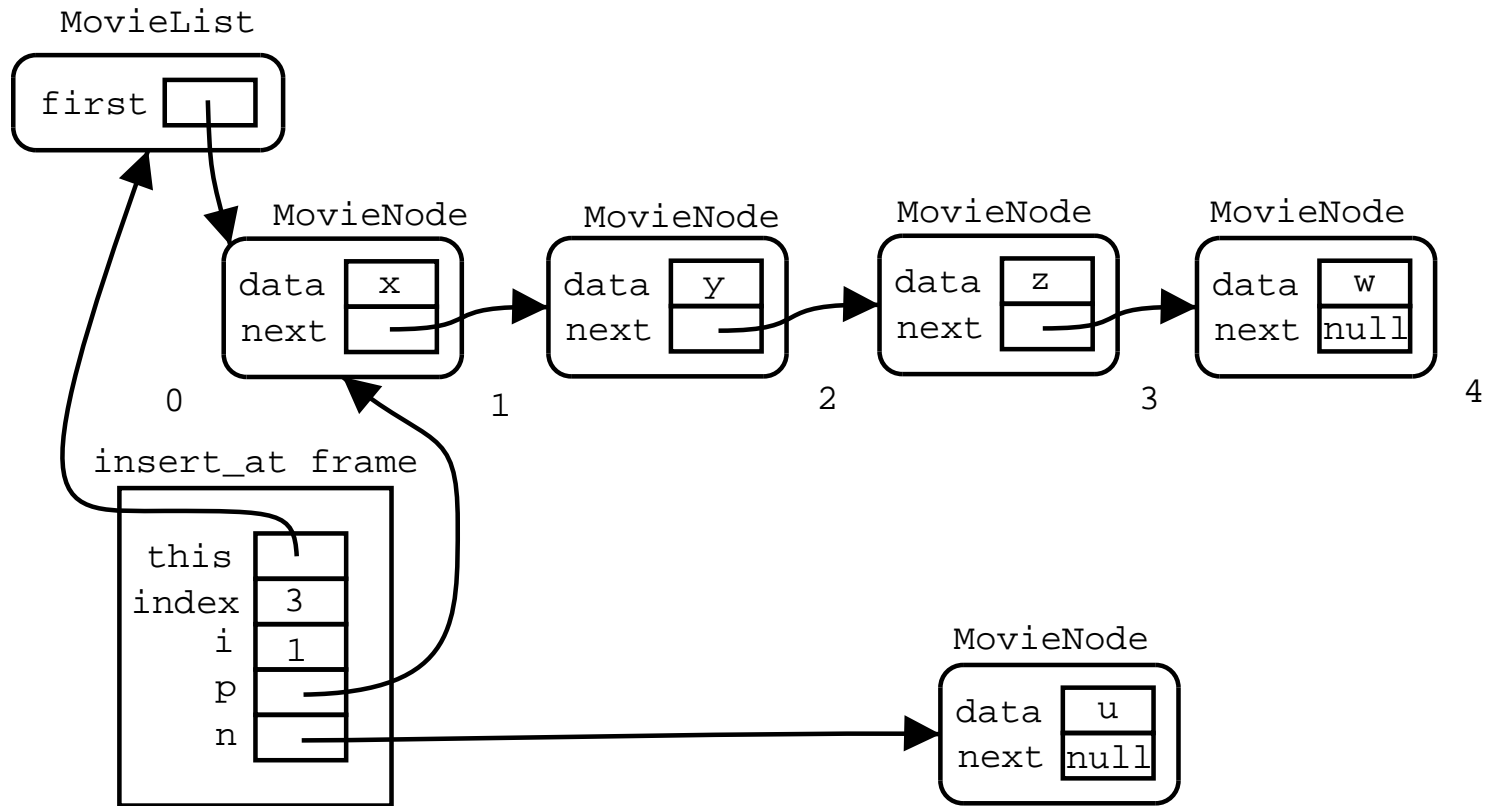 MovieList
first
MovieNode MovieNode MovieNode MovieNode
data x data y data z data w
next next next next null
0 1 2 3 4
insert_at frame
this
index 3
i 1
p
n
MovieNode
data u
next null